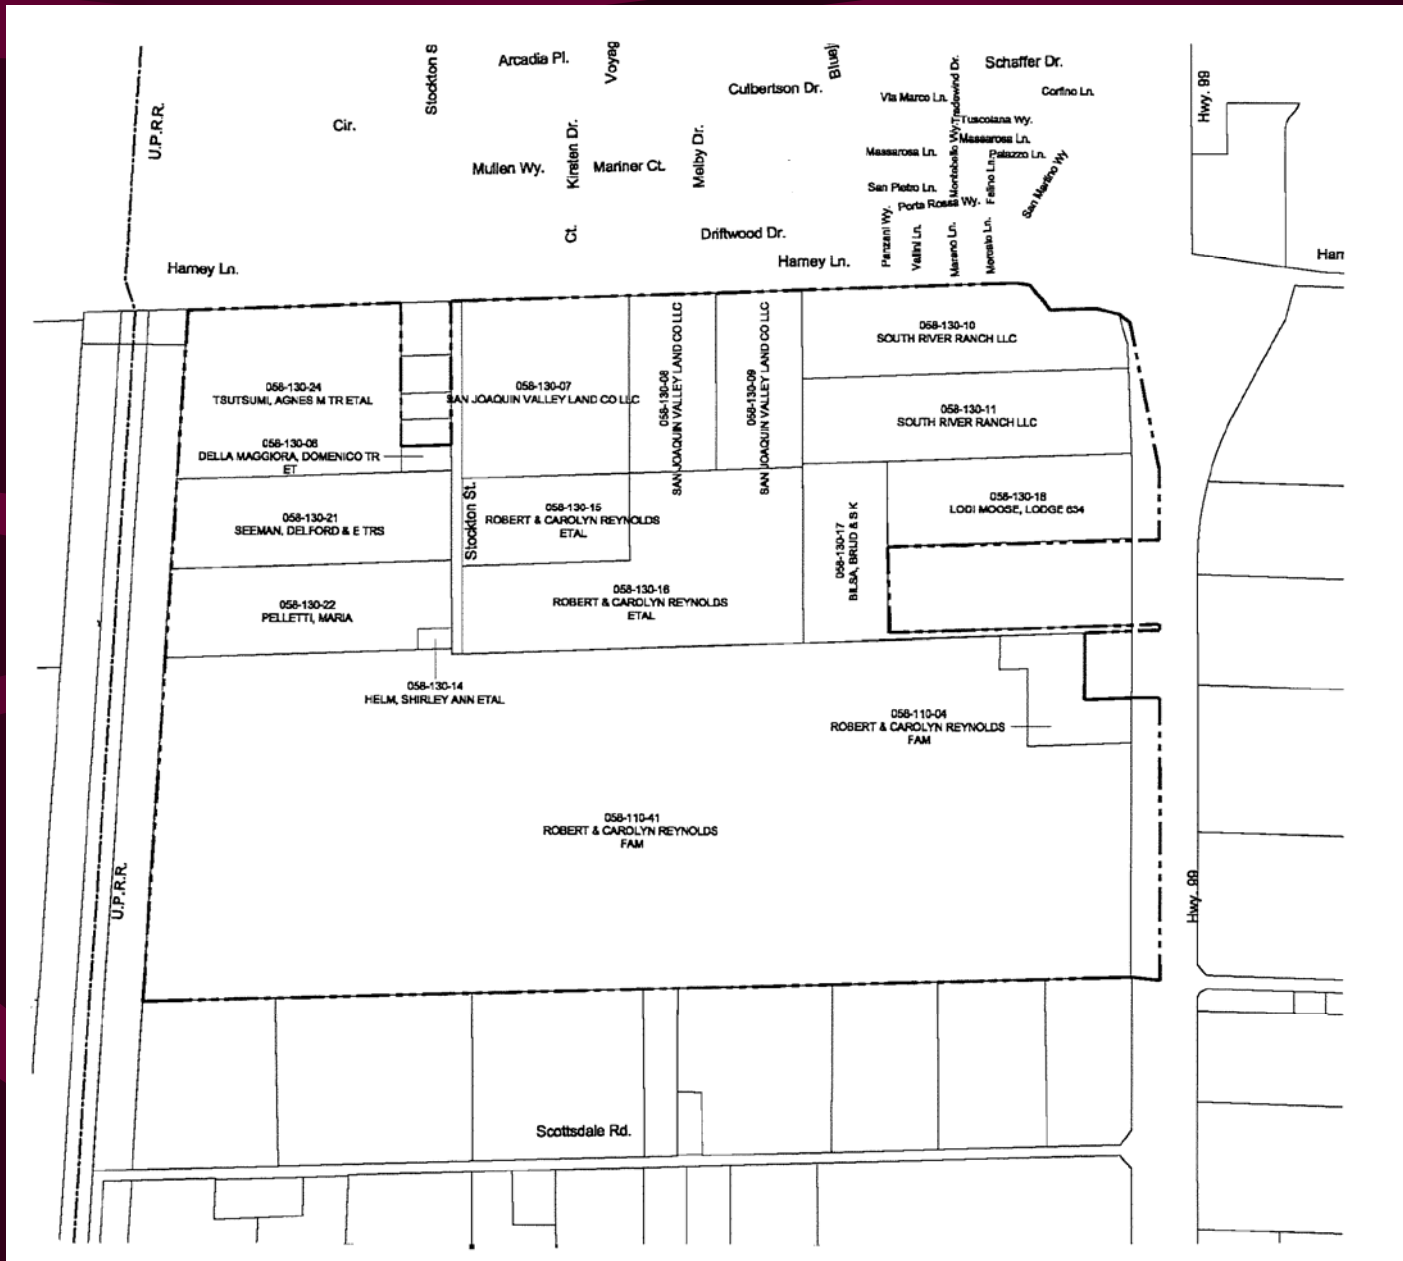 Stockton S
Arcadia Pl.
Voyag
Culbertson Dr.
Bluej
Schaffer Dr.
Hwy. 99
U.P.R.R.
Cir.
Via Marco Ln.
Tradewind Dr.
Corfino Ln.
Tuscolana Wy.
Mullen Wy.
Kirsten Dr.
Mariner Ct.
Melby Dr.
Massarosa Ln.
Montabello Wy.
Massarosa Ln.
Palazzo Ln.
San Pietro Ln.
Felino Ln.
San Martino Wy
Porta Rossa Wy.
Ct.
Driftwood Dr.
Panzani Wy.
Vallini Ln.
Marano Ln.
Mercato Ln.
Harney Ln.
Harney Ln.
Harn
058-130-24
TSUTSUMI, AGNES M TR ETAL
058-130-07
SAN JOAQUIN VALLEY LAND CO LLC
058-130-08
SAN JOAQUIN VALLEY LAND CO LLC
058-130-09
SAN JOAQUIN VALLEY LAND CO LLC
058-130-10
SOUTH RIVER RANCH LLC
058-130-11
SOUTH RIVER RANCH LLC
058-130-06
DELLA MAGGIORA, DOMENICO TR
ET
058-130-21
SEEMAN, DELFORD & E TRS
Stockton St.
058-130-15
ROBERT & CAROLYN REYNOLDS
ETAL
058-130-17
BILSA, BRUD & S K
058-130-18
LODI MOOSE, LODGE 634
058-130-22
PELLETTI, MARIA
058-130-16
ROBERT & CAROLYN REYNOLDS
ETAL
058-130-14
HELM, SHIRLEY ANN ETAL
058-110-04
ROBERT & CAROLYN REYNOLDS
FAM
058-110-41
ROBERT & CAROLYN REYNOLDS
FAM
U.P.R.R.
Hwy. 99
Scottsdale Rd.